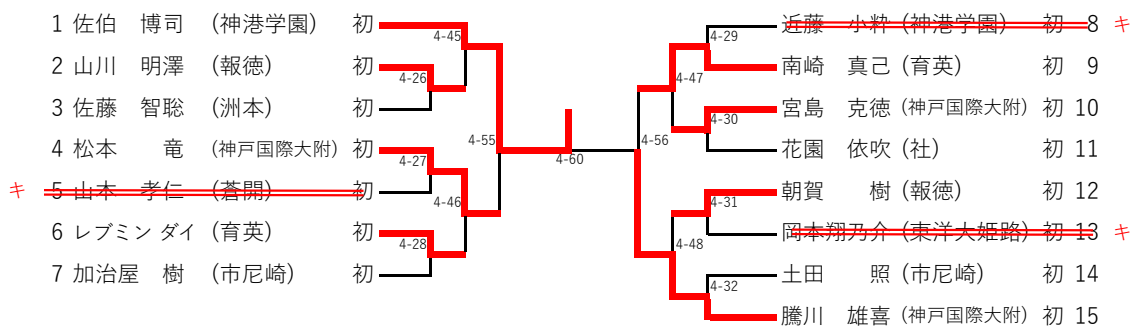 1 佐伯 博司 (神港学園) 初
4-45
2 山川 明澤 (報徳) 初
4-26
3 佐藤 智聡 (洲本) 初
4-55
4 松本 竜 (神戸国際大附) 初
4-27
キ 5 山本 孝仁 (蒼開) 初
4-46
6 レブミン ダイ (育英) 初
4-28
7 加治屋 樹 (市尼崎) 初
4-60
近藤 小粋 (神港学園) 初 8 キ
4-29
南崎 真己 (育英) 初 9
4-47
宮島 克徳 (神戸国際大附) 初 10
4-30
4-56
花園 依吹 (社) 初 11
朝賀 樹 (報徳) 初 12
4-31
岡本翔乃介 (東洋大姫路) 初 13 キ
4-48
土田 照 (市尼崎) 初 14
4-32
騰川 雄喜 (神戸国際大附) 初 15